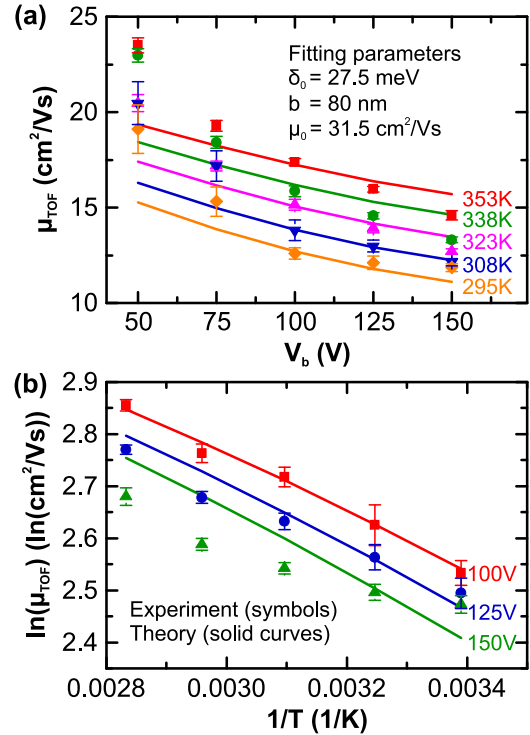 (a)
25
20
15
10
μTOF (cm²/Vs)
Fitting parameters
δ₀ = 27.5 meV
b = 80 nm
μ₀ = 31.5 cm²/Vs
353K
338K
323K
308K
295K
50 75 100 125 150
Vb (V)
(b)
2.9
2.8
2.7
2.6
2.5
2.4
ln(μTOF) (ln(cm²/Vs))
100V
125V
150V
Experiment (symbols)
Theory (solid curves)
0.0028 0.0030 0.0032 0.0034
1/T (1/K)